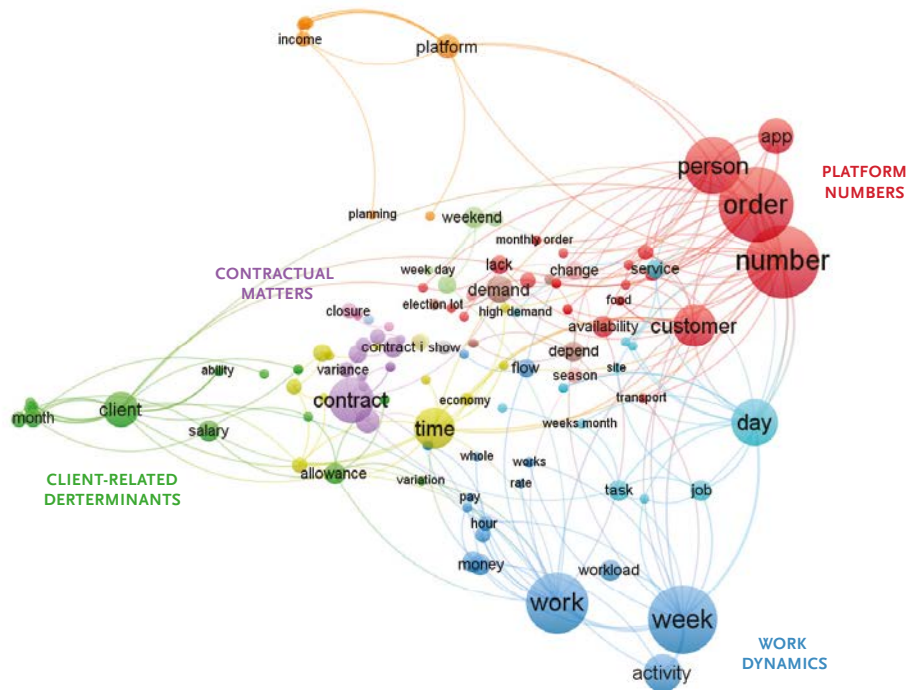 income
platform
app
person
PLATFORM
NUMBERS
order
planning
weekend
monthly order
number
CONTRACTUAL
MATTERS
week day
lack
change
service
demand
closure
election lot
high demand
food
availability
customer
contract i show
depend
ability
variance
flow
season
site
month
client
contract
economy
transport
salary
time
weeks month
day
CLIENT-RELATED
DERTERMINANTS
allowance
whole
works
variation
rate
task
job
pay
hour
money
workload
work
week
activity
WORK
DYNAMICS